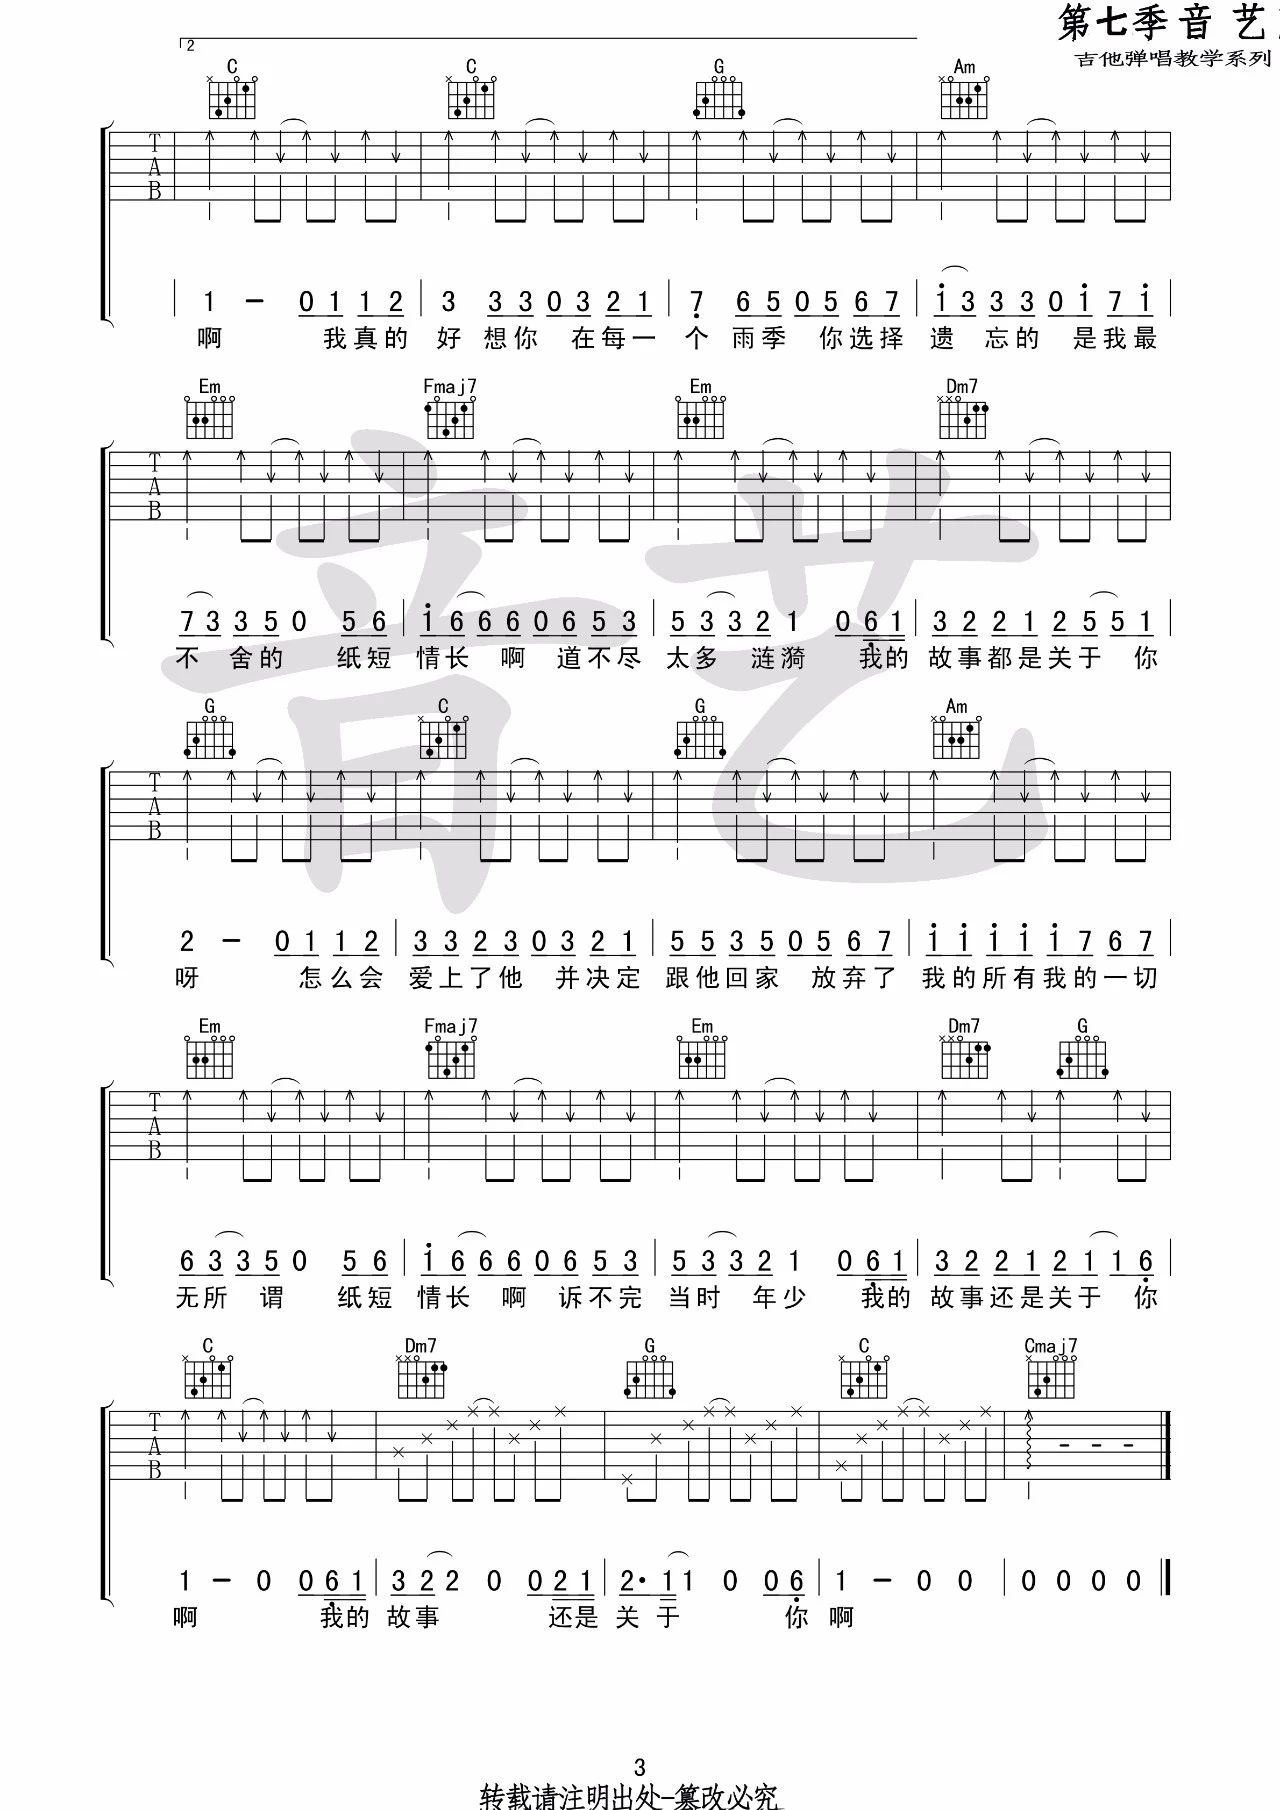 第七季音艺
吉他弹唱教学系列
2
C C G Am
T
A
B
1 - 0 1 1 2 3 3 3 0 3 2 1 7 6 5 0 5 6 7 1 3 3 3 0 1 7 1
啊 我真的 好 想你 在每一 个 雨季 你选择 遗 忘的 是我最
Em Fmaj7 Em Dm7
T
A
B
7 3 3 5 0 5 6 1 6 6 6 0 6 5 3 5 3 3 2 1 0 6 1 3 2 2 1 2 5 5 1
不 舍的 纸短 情长 啊 道不尽 太多 涟漪 我的 故事都是关于 你
G C G Am
T
A
B
2 - 0 1 1 2 3 3 2 3 0 3 2 1 5 5 3 5 0 5 6 7 1 1 1 1 1 7 6 7
呀 怎么会 爱上了他 并决定 跟他回家 放弃了 我的所有我的一切
Em Fmaj7 Em Dm7 G
T
A
B
6 3 3 5 0 5 6 1 6 6 6 0 6 5 3 5 3 3 2 1 0 6 1 3 2 2 1 2 1 1 6
无所 谓 纸短 情长 啊 诉不完 当时 年少 我的 故事还是关于 你
C Dm7 G C Cmaj7
T
A
B
1 - 0 0 6 1 3 2 2 0 0 2 1 2· 1 1 0 0 6 1 - 0 0 0 0 0 0
啊 我的 故事 还是 关 于 你 啊
3
转载请注明出处-篡改必究
音艺